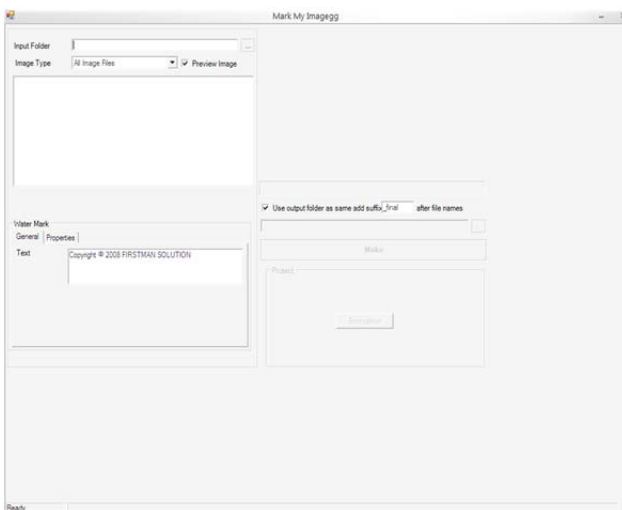 Mark My Imagegg
Input Folder
...
Image Type All Image Files Preview Image
Use output folder as same add suffix _final after file names
Water Mark
General Properties
Text Copyright © 2008 FIRSTMAN SOLUTION
Make
Protect
Ready